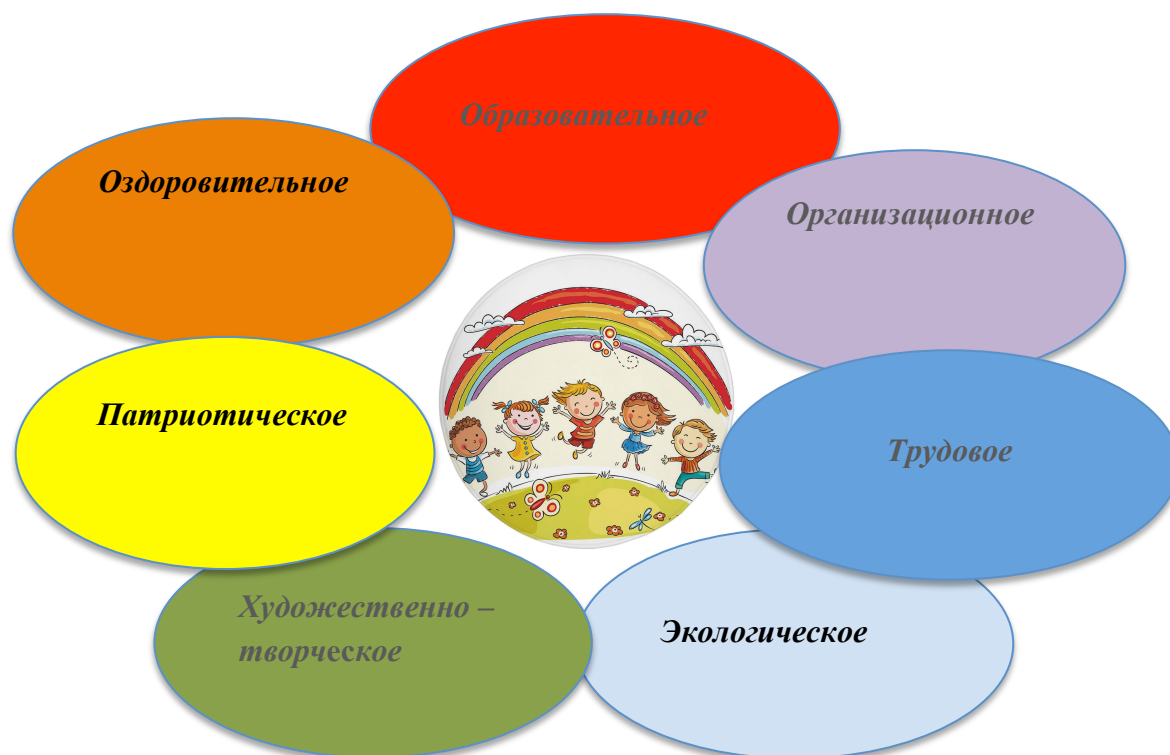 Образовательное
Оздоровительное
Организационное
Патриотическое
Трудовое
Художественно –
творческое
Экологическое